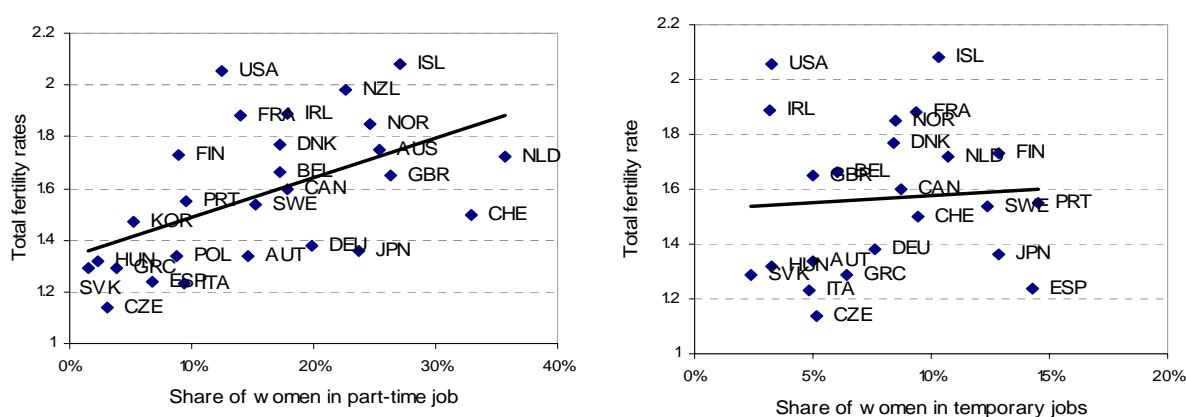 2.2
ISL
USA
2
NZL
FRA
IRL
NOR
1.8
DNK
AUS
FIN
NLD
BEL
GBR
1.6
CAN
PRT
SWE
CHE
KOR
1.4
DEU
JPN
HUN
POL
AUT
GRC
SVK
ESP
ITA
1.2
CZE
1
0%
10%
20%
30%
40%
Total fertility rates
Share of women in part-time job
2.2
ISL
USA
2
IRL
FRA
NOR
1.8
DNK
NLD
FIN
GBR
BEL
1.6
CAN
SWE
PRT
CHE
1.4
DEU
JPN
HUN
AUT
SVK
GRC
ITA
ESP
1.2
CZE
1
0%
5%
10%
15%
20%
Total fertility rate
Share of women in temporary jobs